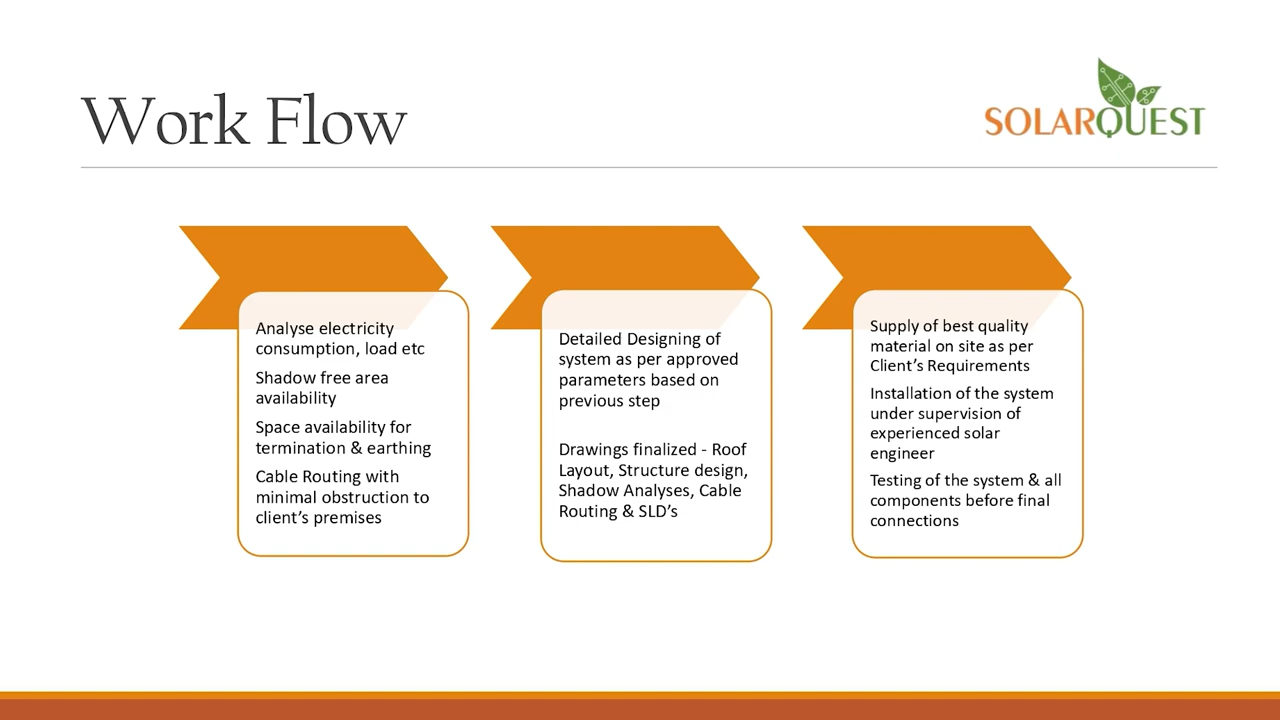 Work Flow
SOLARQUEST
Analyse electricity
consumption, load etc
Shadow free area
availability
Space availability for
termination & earthing
Cable Routing with
minimal obstruction to
client’s premises
Detailed Designing of
system as per approved
parameters based on
previous step
Drawings finalized - Roof
Layout, Structure design,
Shadow Analyses, Cable
Routing & SLD’s
Supply of best quality
material on site as per
Client’s Requirements
Installation of the system
under supervision of
experienced solar
engineer
Testing of the system & all
components before final
connections